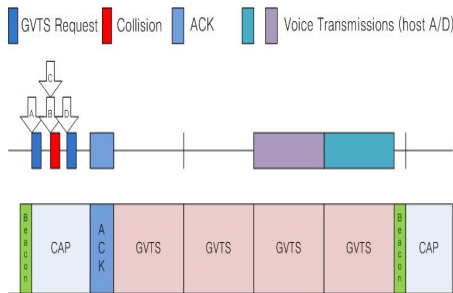 GVTS Request Collision ACK Voice Transmissions (host A/D)
C
A B D
Beacon CAP ACK GVTS GVTS GVTS GVTS Beacon CAP